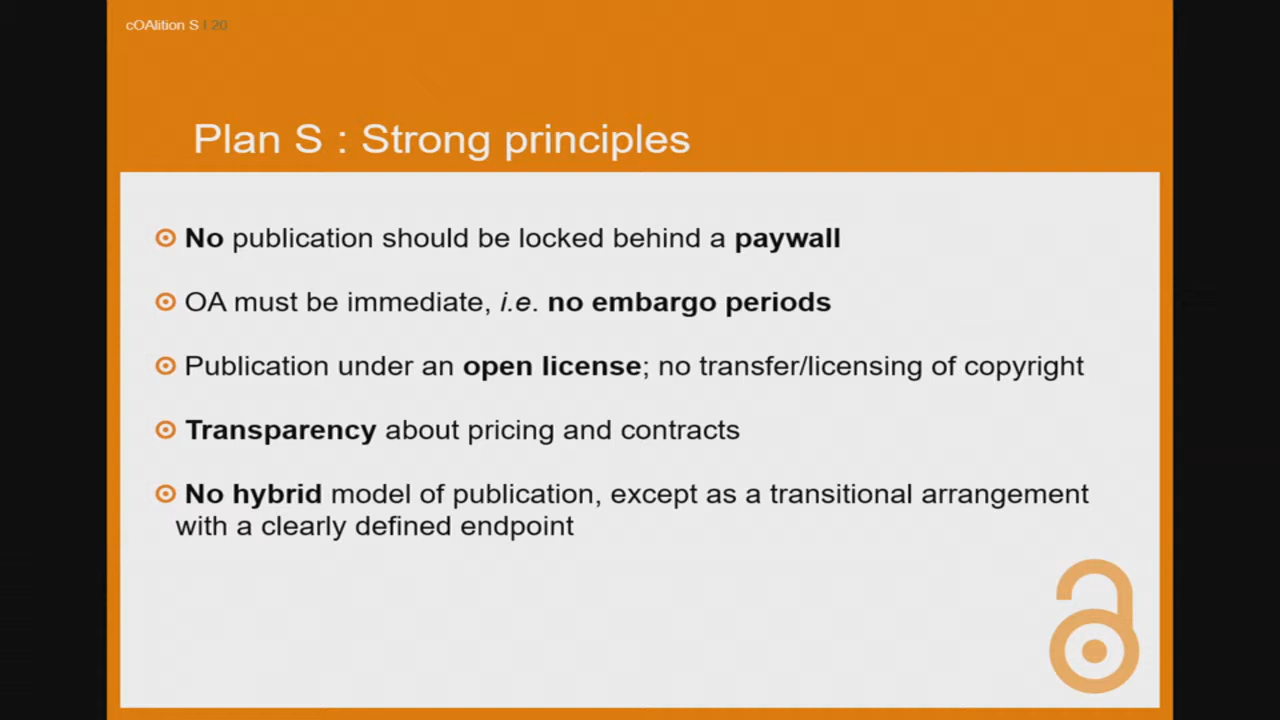 cOAlition S | 20
Plan S : Strong principles
No publication should be locked behind a paywall
OA must be immediate, i.e. no embargo periods
Publication under an open license; no transfer/licensing of copyright
Transparency about pricing and contracts
No hybrid model of publication, except as a transitional arrangement
with a clearly defined endpoint